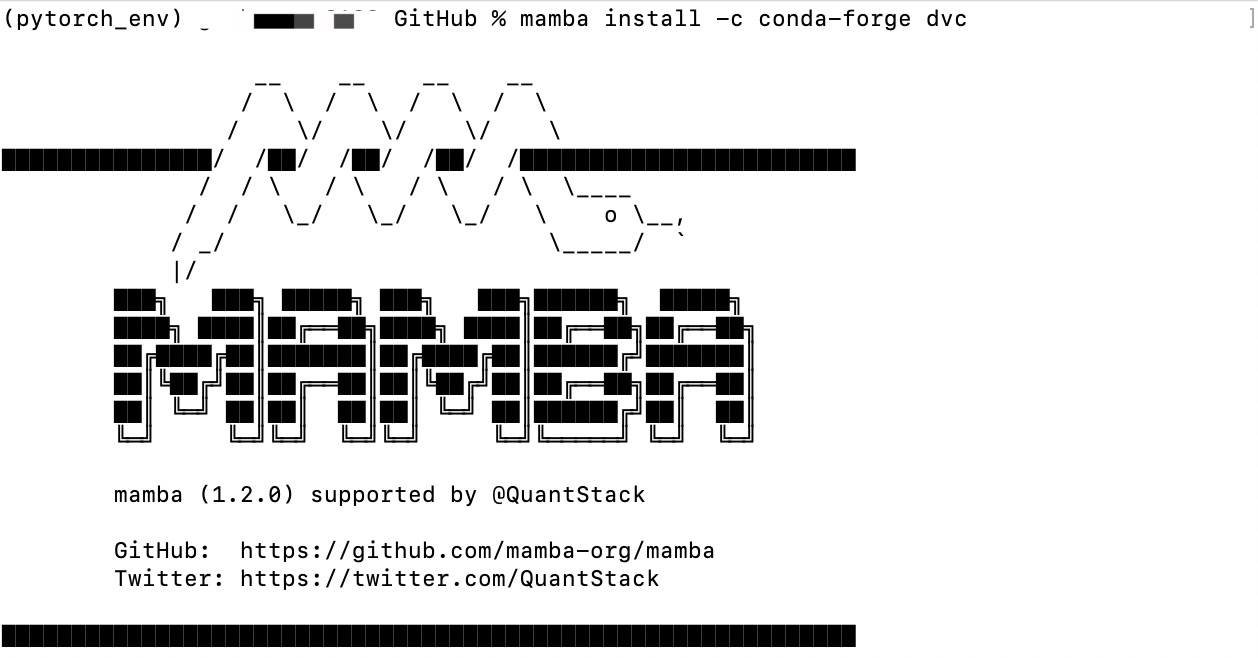 (pytorch_env) GitHub % mamba install -c conda-forge dvc
MAMBA
mamba (1.2.0) supported by @QuantStack
GitHub: https://github.com/mamba-org/mamba
Twitter: https://twitter.com/QuantStack